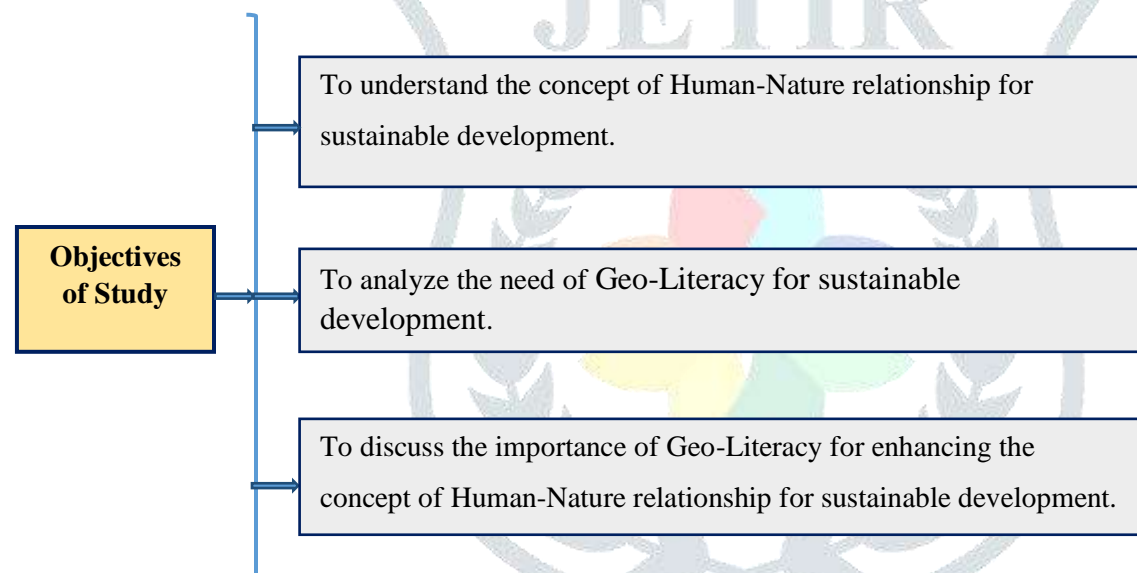 JETIR
To understand the concept of Human-Nature relationship for
sustainable development.
Objectives
of Study
To analyze the need of Geo-Literacy for sustainable
development.
To discuss the importance of Geo-Literacy for enhancing the
concept of Human-Nature relationship for sustainable development.